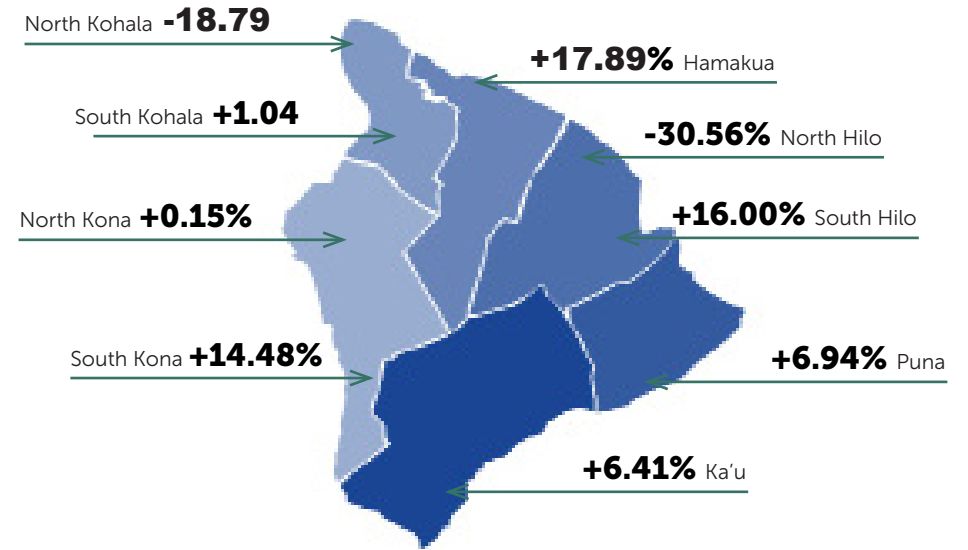 North Kohala -18.79
+17.89% Hamakua
South Kohala +1.04
-30.56% North Hilo
North Kona +0.15%
+16.00% South Hilo
South Kona +14.48%
+6.94% Puna
+6.41% Ka'u